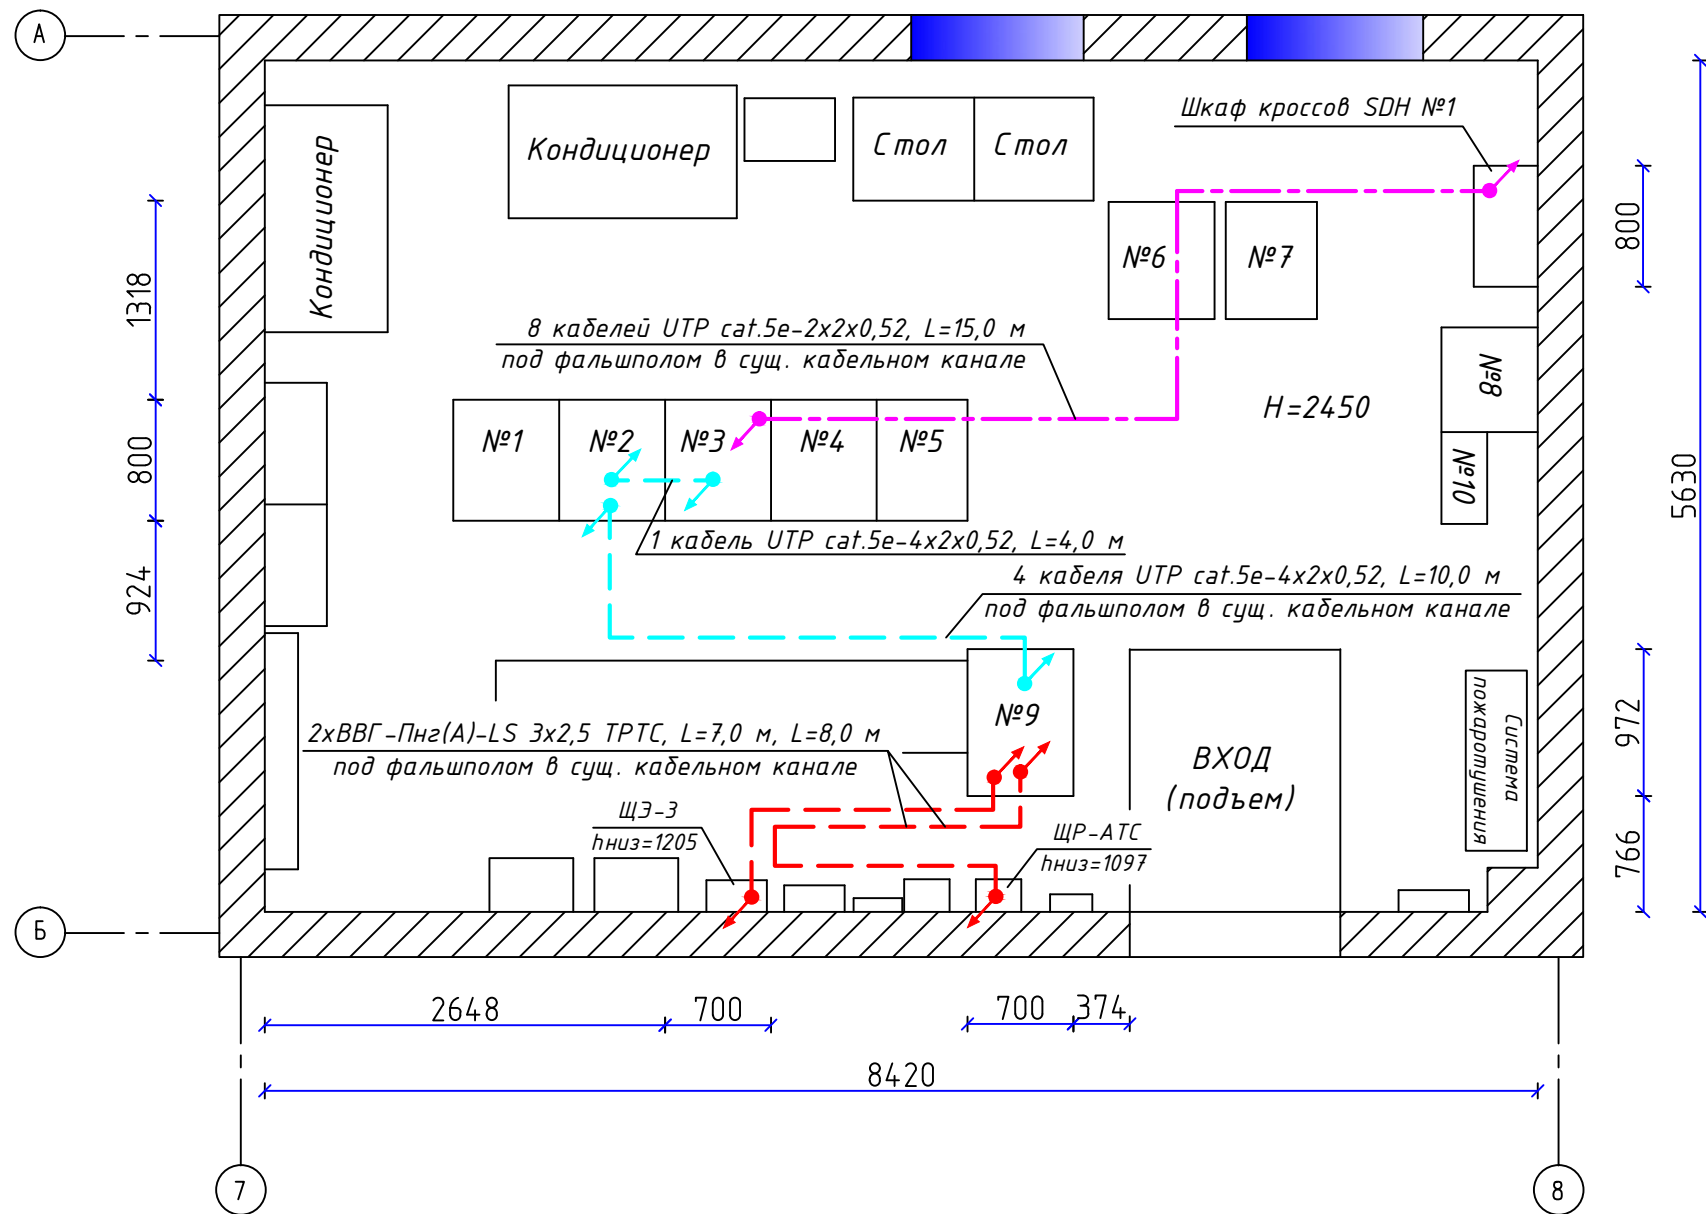 А
Шкаф кроссов SDH №1
Кондиционер
Кондиционер
Стол
Стол
800
1318
№6
№7
8 кабелей UTP cat.5e-2x2x0,52, L=15,0 м
под фальшполом в сущ. кабельном канале
№8
H=2450
№1
№2
№3
№4
№5
800
№10
5630
1 кабель UTP cat.5e-4x2x0,52, L=4,0 м
924
4 кабеля UTP cat.5e-4x2x0,52, L=10,0 м
под фальшполом в сущ. кабельном канале
№9
972
2xВВГ-Пнг(А)-LS 3x2,5 ТРТС, L=7,0 м, L=8,0 м
под фальшполом в сущ. кабельном канале
ВХОД
(подъем)
Система
пожаротушения
ЩЭ-3
hниз=1205
ЩР-АТС
hниз=1097
766
Б
2648
700
700
374
8420
7
8